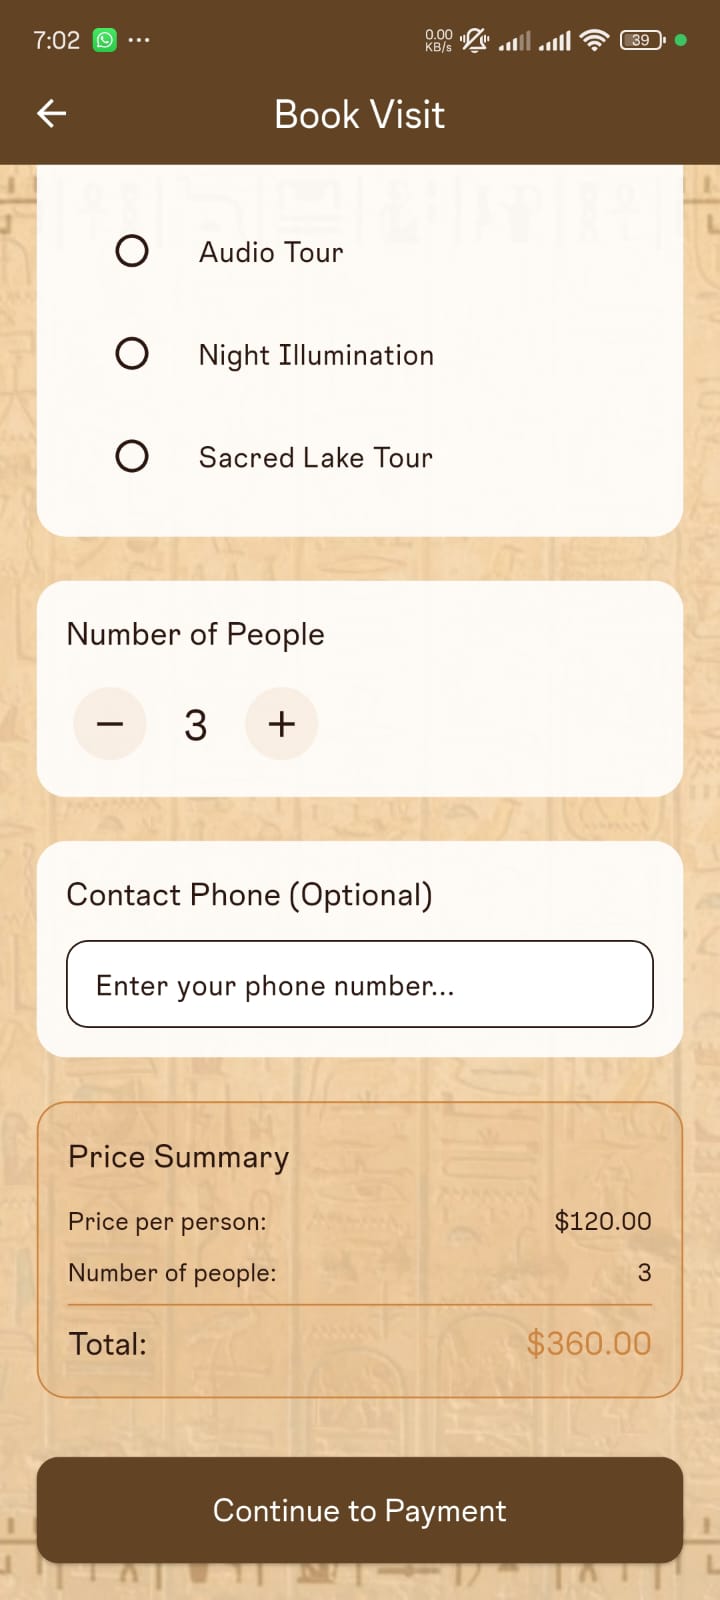 7:02 ... 0.00 KB/s 39
Book Visit
Audio Tour
Night Illumination
Sacred Lake Tour
Number of People
− 3 +
Contact Phone (Optional)
Enter your phone number...
Price Summary
Price per person: $120.00
Number of people: 3
Total: $360.00
Continue to Payment